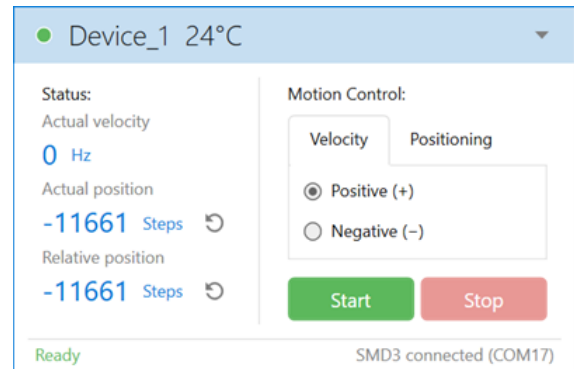 Device_1 24°C
Status:
Actual velocity
0 Hz
Actual position
-11661 Steps
Relative position
-11661 Steps
Motion Control:
Velocity Positioning
Positive (+)
Negative (−)
Start Stop
Ready SMD3 connected (COM17)